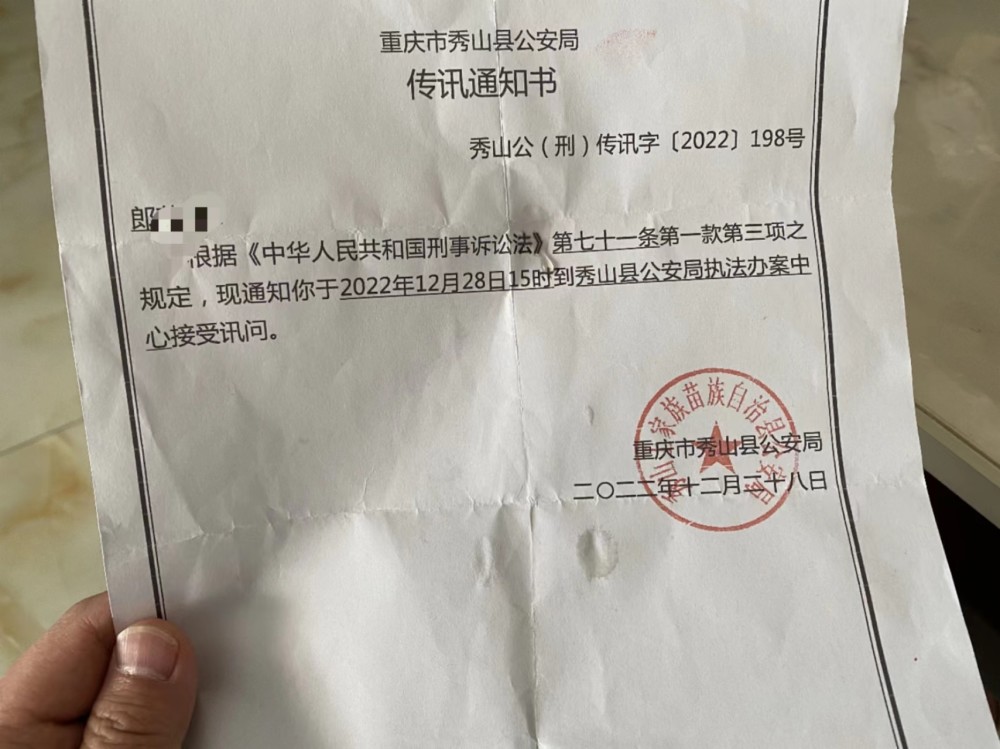 重庆市秀山县公安局
传讯通知书
秀山公（刑）传讯字〔2022〕198号
郎
根据《中华人民共和国刑事诉讼法》第七十一条第一款第三项之
规定，现通知你于2022年12月28日15时到秀山县公安局执法办案中
心接受讯问。
秀山土家族苗族自治县公安局
重庆市秀山县公安局
二〇二二年十二月二十八日